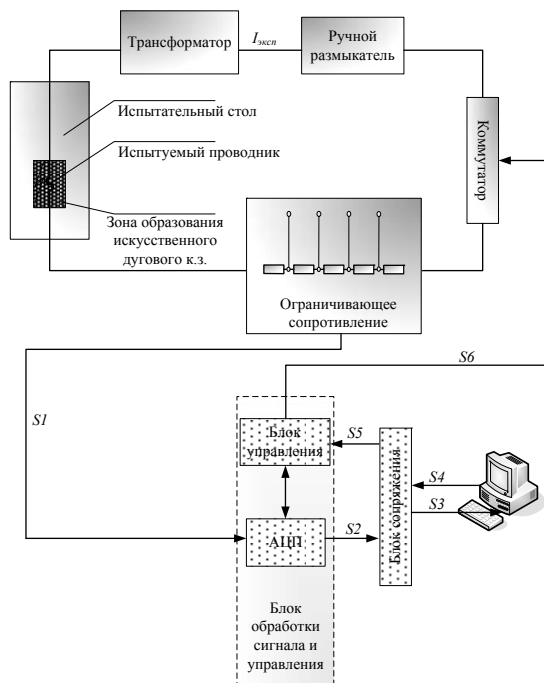 Трансформатор
Iэксп
Ручной
размыкатель
Испытательный стол
Испытуемый проводник
Зона образования
искусственного
дугового к.з.
Коммутатор
Ограничивающее
сопротивление
S6
S1
Блок
управления
S5
S4
S3
Блок сопряжения
АЦП
S2
Блок
обработки
сигнала и
управления